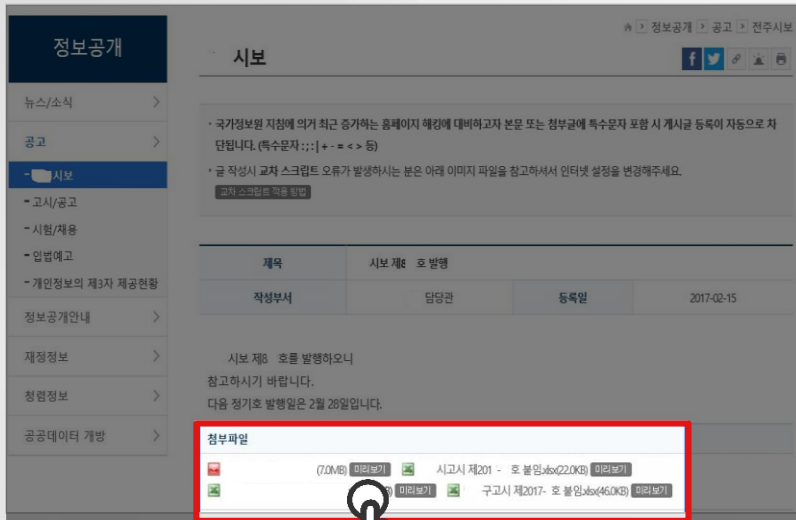 정보공개 > 공고 > 전주시보
정보공개
시보
뉴스/소식
공고
- 시보
- 고시/공고
- 시험/채용
- 입법예고
- 개인정보의 제3자 제공현황
정보공개안내
재정정보
청렴정보
공공데이터 개방
· 국가정보원 지침에 의거 최근 증가하는 홈페이지 해킹에 대비하고자 본문 또는 첨부글에 특수문자 포함 시 게시글 등록이 자동으로 차
단됩니다. (특수문자 : ; : | + - = < > 등)
· 글 작성시 교차 스크립트 오류가 발생하시는 분은 아래 이미지 파일을 참고하셔서 인터넷 설정을 변경해주세요.
교차 스크립트 적용 방법
제목 시보 제8 호 발행
작성부서 담당관 등록일 2017-02-15
시보 제8 호를 발행하오니
참고하시기 바랍니다.
다음 정기호 발행일은 2월 28일입니다.
첨부파일
(7.0MB) 미리보기 시고시 제201 - 호 붙임.xlsx(22.0KB) 미리보기
미리보기 구고시 제2017- 호 붙임.xlsx(46.0KB) 미리보기